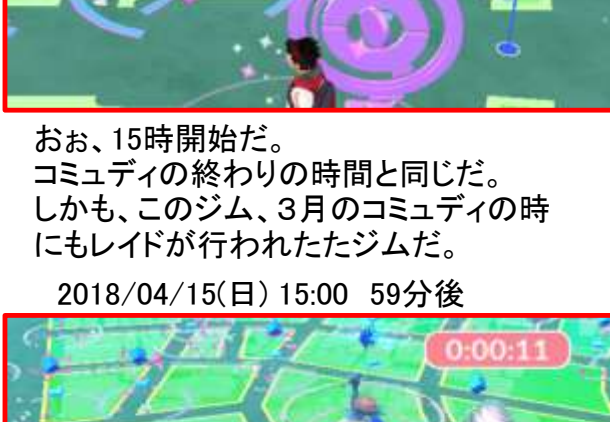 おぉ、15時開始だ。
コミュディの終わりの時間と同じだ。
しかも、このジム、３月のコミュディの時
にもレイドが行われたたジムだ。
2018/04/15(日) 15:00 59分後
0:00:11